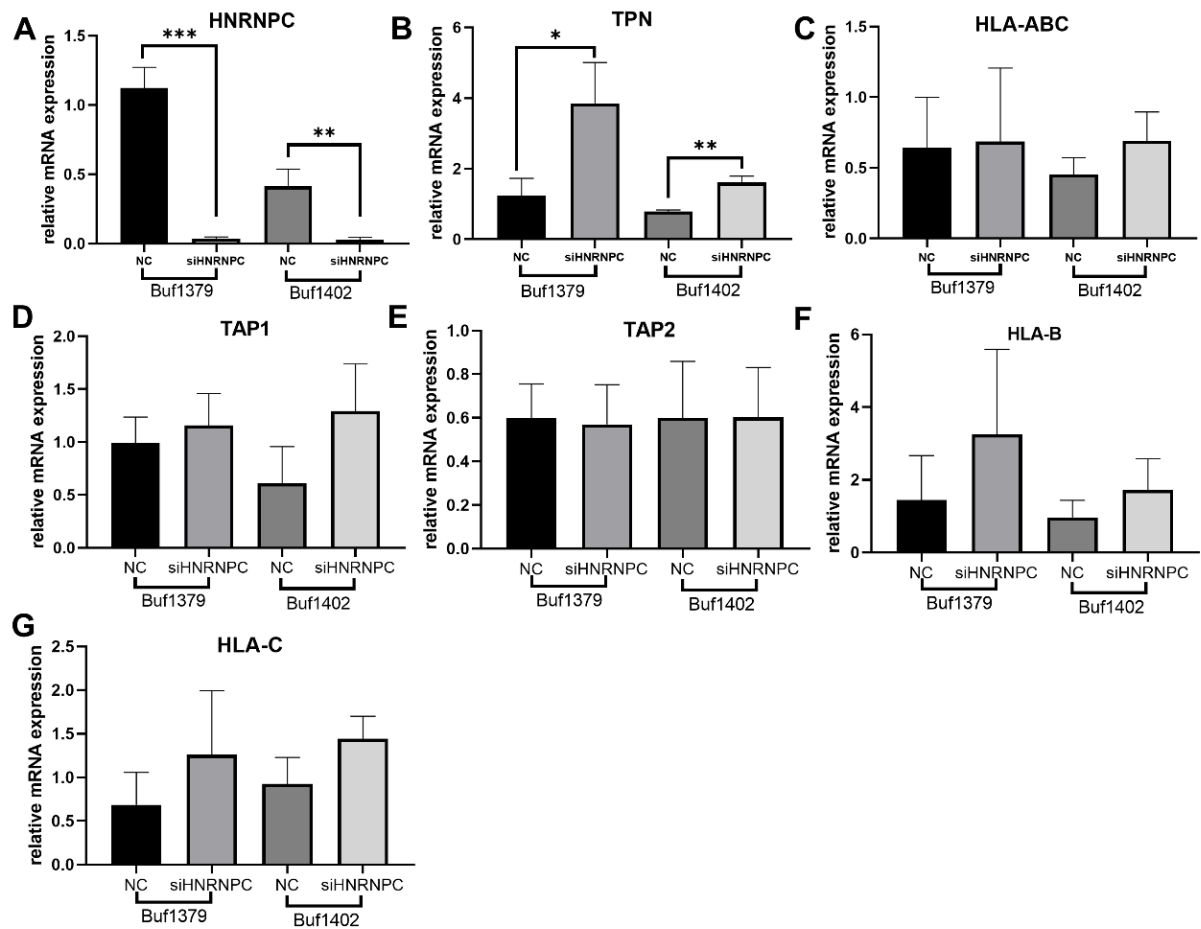 A
HNRNPC
relative mRNA expression
1.5
1.0
0.5
0.0
***
**
NC
siHNRNPC
NC
siHNRNPC
Buf1379
Buf1402
B
TPN
relative mRNA expression
6
4
2
0
*
**
NC
siHNRNPC
NC
siHNRNPC
Buf1379
Buf1402
C
HLA-ABC
relative mRNA expression
1.5
1.0
0.5
0.0
NC
siHNRNPC
NC
siHNRNPC
Buf1379
Buf1402
D
TAP1
relative mRNA expression
2.0
1.5
1.0
0.5
0.0
NC
siHNRNPC
NC
siHNRNPC
Buf1379
Buf1402
E
TAP2
relative mRNA expression
1.0
0.8
0.6
0.4
0.2
0.0
NC
siHNRNPC
NC
siHNRNPC
Buf1379
Buf1402
F
HLA-B
relative mRNA expression
6
4
2
0
NC
siHNRNPC
NC
siHNRNPC
Buf1379
Buf1402
G
HLA-C
relative mRNA expression
2.5
2.0
1.5
1.0
0.5
0.0
NC
siHNRNPC
NC
siHNRNPC
Buf1379
Buf1402